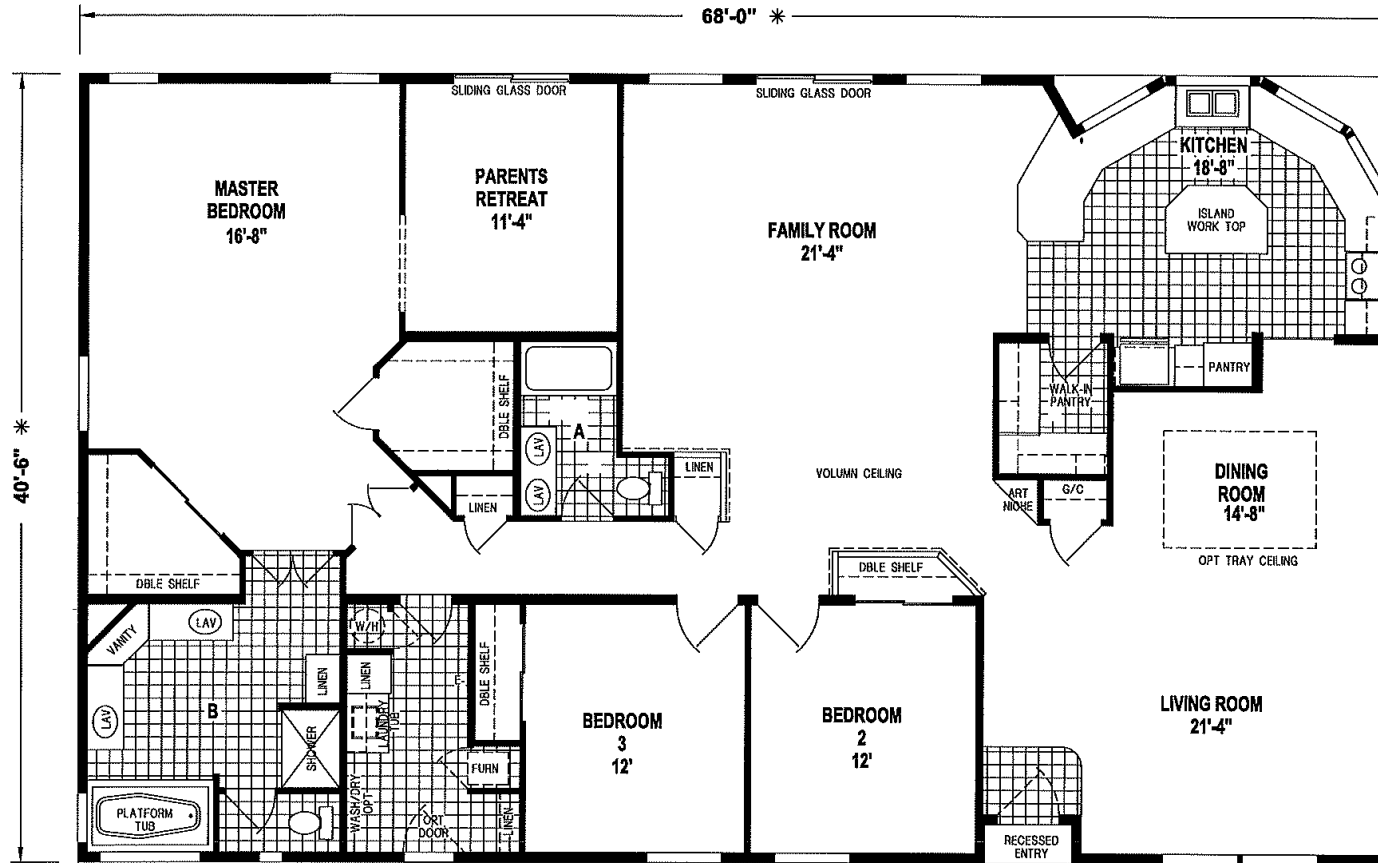 68'-0" *
40'-6" *
SLIDING GLASS DOOR
SLIDING GLASS DOOR
MASTER
BEDROOM
16'-8"
PARENTS
RETREAT
11'-4"
FAMILY ROOM
21'-4"
KITCHEN
18'-8"
ISLAND
WORK TOP
PANTRY
WALK-IN
PANTRY
DBLE SHELF
A
LAV
LAV
LINEN
LINEN
VOLUMN CEILING
ART
NICHE
G/C
DINING
ROOM
14'-8"
OPT TRAY CEILING
DBLE SHELF
DBLE SHELF
VANITY
LAV
LAV
B
LINEN
SHOWER
PLATFORM
TUB
W/H
LINEN
LAUNDRY
TUB
WASH/DRY
OPT
DBLE SHELF
FURN
LINEN
OPT
DOOR
BEDROOM
3
12'
BEDROOM
2
12'
LIVING ROOM
21'-4"
RECESSED
ENTRY